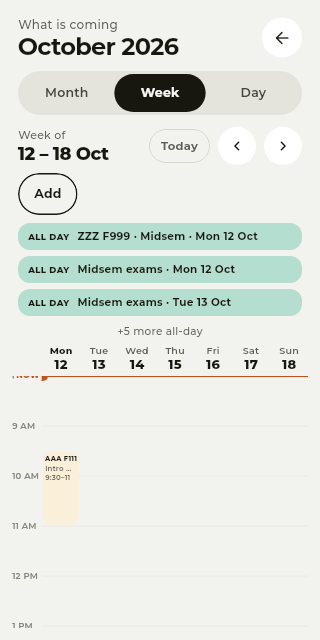 What is coming
October 2026
Month Week Day
Week of
12 – 18 Oct
Today
Add
ALL DAY ZZZ F999 · Midsem · Mon 12 Oct
ALL DAY Midsem exams · Mon 12 Oct
ALL DAY Midsem exams · Tue 13 Oct
+5 more all-day
Mon Tue Wed Thu Fri Sat Sun
12 13 14 15 16 17 18
9 AM
AAA F111
Intro ...
10 AM
9:30–11
11 AM
12 PM
1 PM